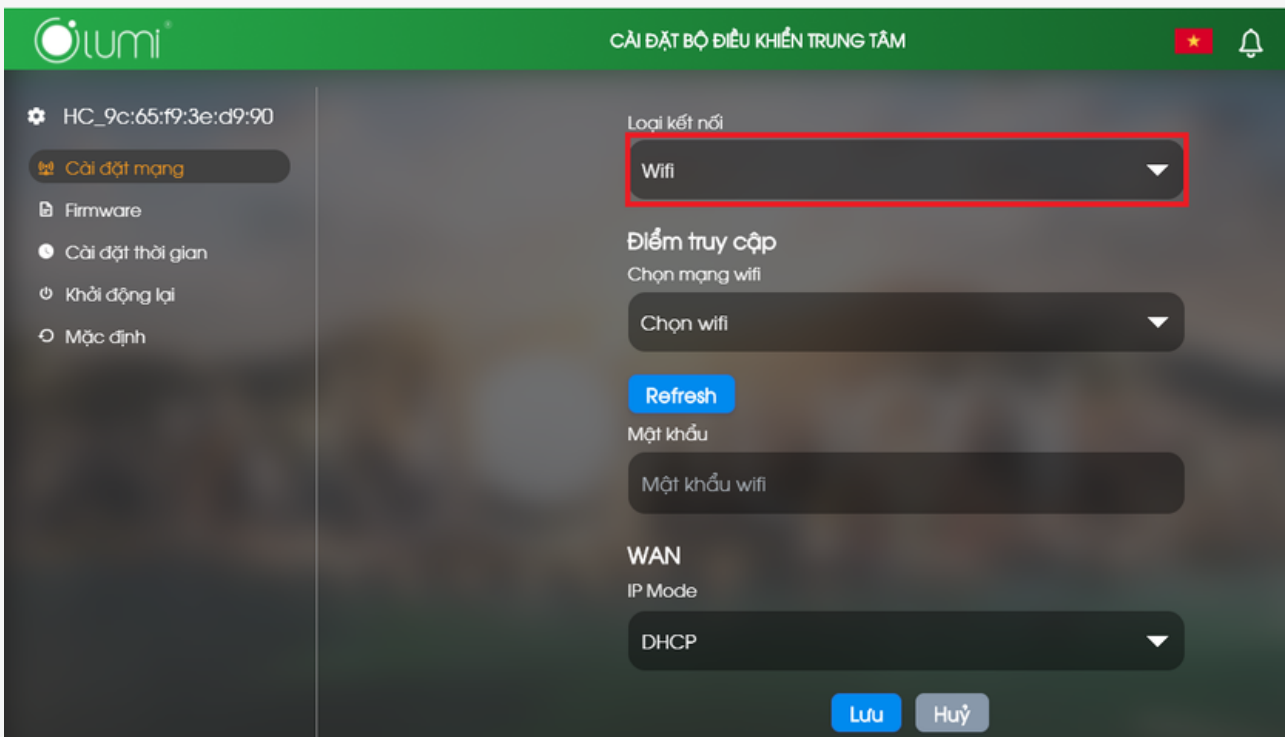 lumi®
CÀI ĐẶT BỘ ĐIỀU KHIỂN TRUNG TÂM
HC_9c:65:f9:3e:d9:90
Cài đặt mạng
Firmware
Cài đặt thời gian
Khởi động lại
Mặc định
Loại kết nối
Wifi
Điểm truy cập
Chọn mạng wifi
Chọn wifi
Refresh
Mật khẩu
Mật khẩu wifi
WAN
IP Mode
DHCP
Lưu
Huỷ